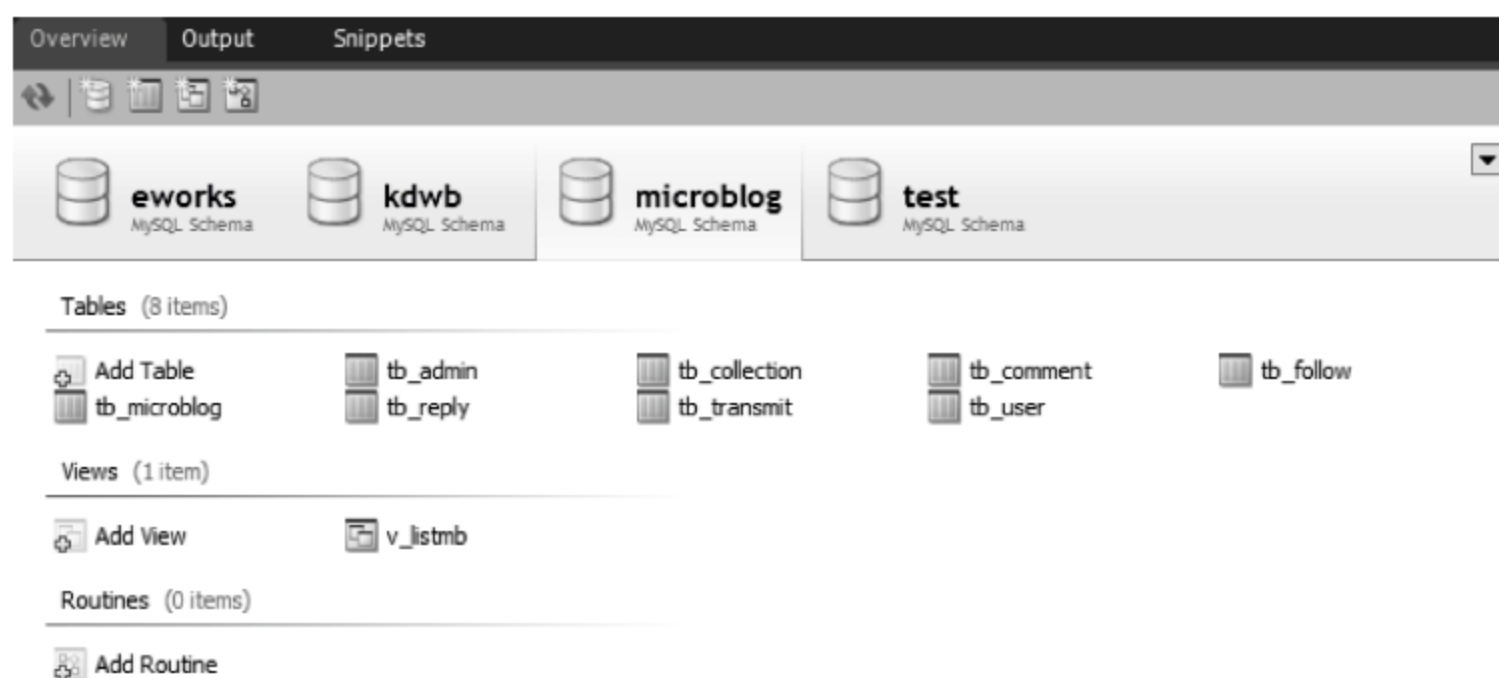 Overview Output Snippets
eworks kdwb microblog test
MySQL Schema MySQL Schema MySQL Schema MySQL Schema
Tables (8 items)
Add Table tb_admin tb_collection tb_comment tb_follow
tb_microblog tb_reply tb_transmit tb_user
Views (1 item)
Add View v_listmb
Routines (0 items)
Add Routine